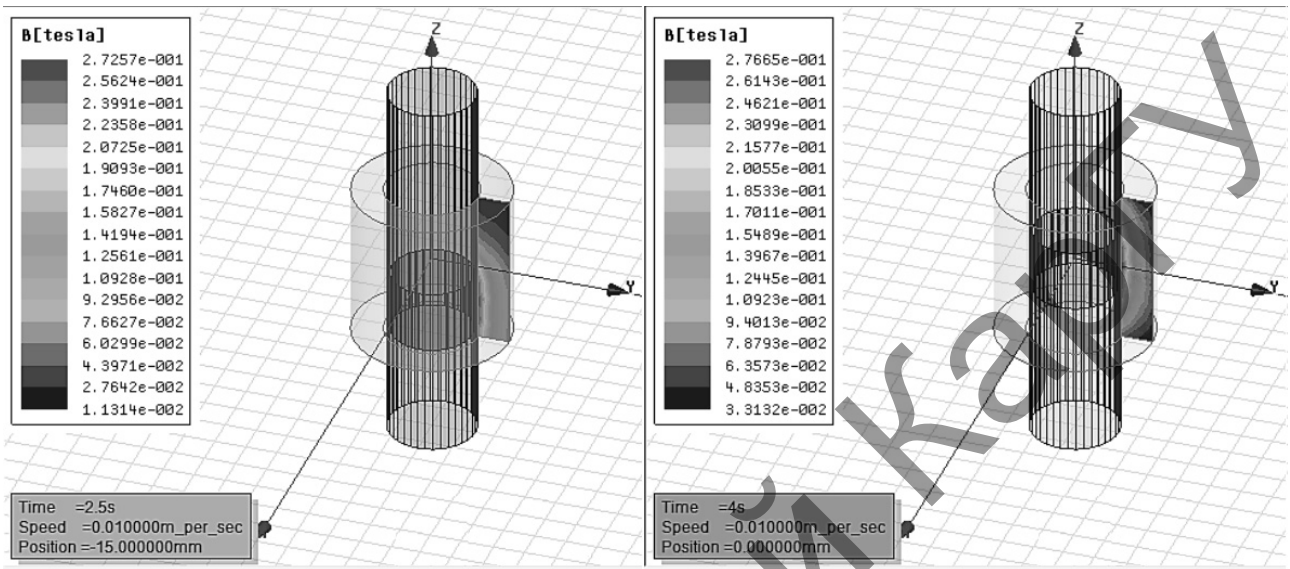 B[tesla]
2.7257e-001
2.5624e-001
2.3991e-001
2.2358e-001
2.0725e-001
1.9093e-001
1.7460e-001
1.5827e-001
1.4194e-001
1.2561e-001
1.0928e-001
9.2956e-002
7.6627e-002
6.0299e-002
4.3971e-002
2.7642e-002
1.1314e-002
Z
Y
Time =2.5s
Speed =0.010000m_per_sec
Position =-15.000000mm
B[tesla]
2.7665e-001
2.6143e-001
2.4621e-001
2.3099e-001
2.1577e-001
2.0055e-001
1.8533e-001
1.7011e-001
1.5489e-001
1.3967e-001
1.2445e-001
1.0923e-001
9.4013e-002
7.8793e-002
6.3573e-002
4.8353e-002
3.3132e-002
Z
Y
Time =4s
Speed =0.010000m_per_sec
Position =0.000000mm
й КарГУ